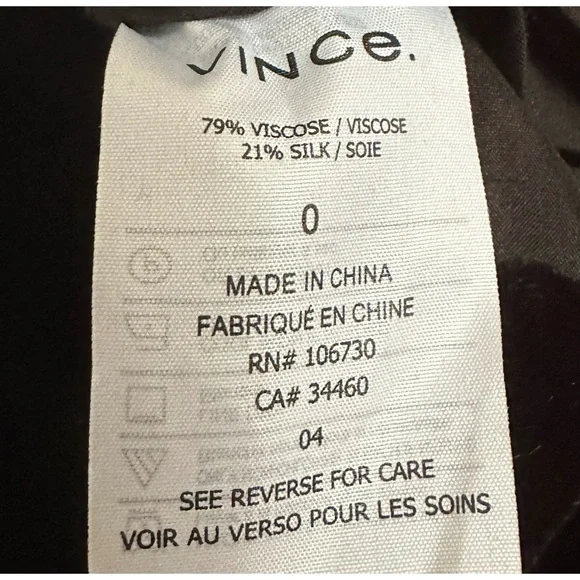 VINCE.
79% VISCOSE / VISCOSE
21% SILK / SOIE
0
MADE IN CHINA
FABRIQUÉ EN CHINE
RN# 106730
CA# 34460
04
SEE REVERSE FOR CARE
VOIR AU VERSO POUR LES SOINS